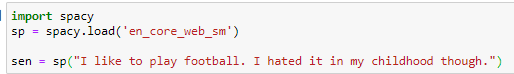 import spacy
sp = spacy.load('en_core_web_sm')
sen = sp("I like to play football. I hated it in my childhood though.")